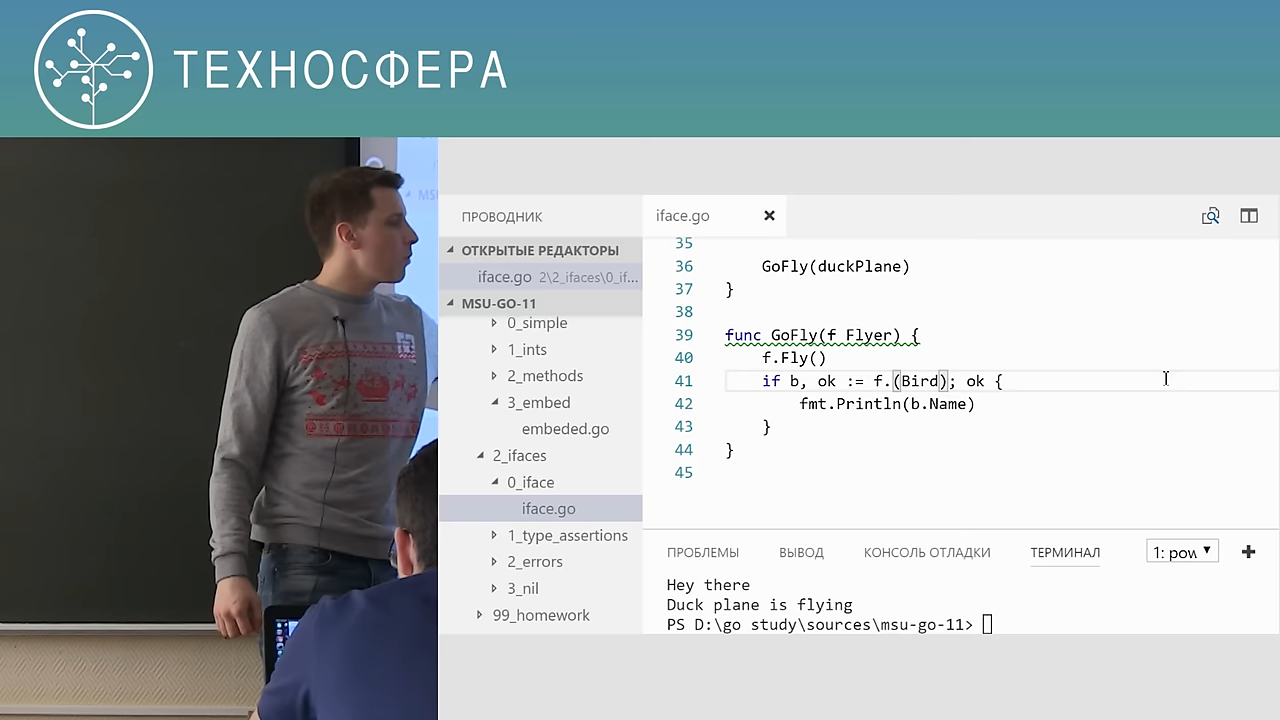 ТЕХНОСФЕРА
ПРОВОДНИК
ОТКРЫТЫЕ РЕДАКТОРЫ
iface.go 2\2_ifaces\0_if...
MSU-GO-11
0_simple
1_ints
2_methods
3_embed
embeded.go
2_ifaces
0_iface
iface.go
1_type_assertions
2_errors
3_nil
99_homework
iface.go
35
36 GoFly(duckPlane)
37 }
38
39 func GoFly(f Flyer) {
40 f.Fly()
41 if b, ok := f.(Bird); ok {
42 fmt.Println(b.Name)
43 }
44 }
45
ПРОБЛЕМЫ ВЫВОД КОНСОЛЬ ОТЛАДКИ ТЕРМИНАЛ 1: pow
Hey there
Duck plane is flying
PS D:\go study\sources\msu-go-11>